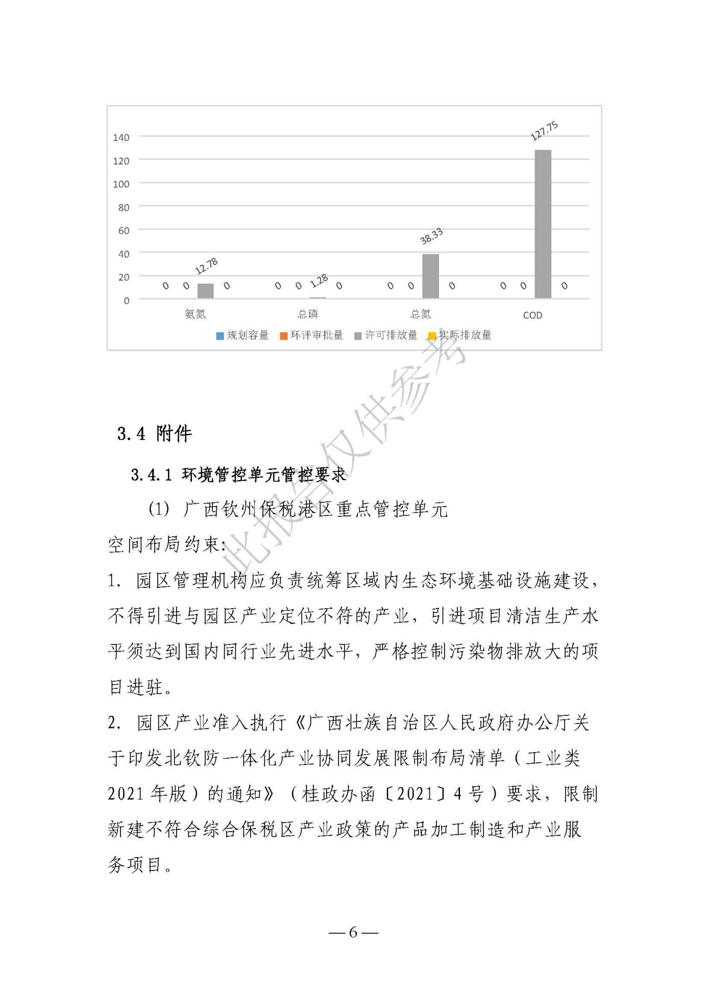 140
120
100
80
60
40
20
0
0 0 12.78 0
0 0 1.28 0
0 0 38.33 0
0 0 127.75 0
氨氮 总磷 总氮 COD
规划容量 环评审批量 许可排放量 实际排放量
此报告仅供参考
3.4 附件
3.4.1 环境管控单元管控要求
(1) 广西钦州保税港区重点管控单元
空间布局约束:
1. 园区管理机构应负责统筹区域内生态环境基础设施建设，
不得引进与园区产业定位不符的产业，引进项目清洁生产水
平须达到国内同行业先进水平，严格控制污染物排放大的项
目进驻。
2. 园区产业准入执行《广西壮族自治区人民政府办公厅关
于印发北钦防一体化产业协同发展限制布局清单（工业类
2021 年版）的通知》（桂政办函〔2021〕4 号）要求，限制
新建不符合综合保税区产业政策的产品加工制造和产业服
务项目。
— 6 —